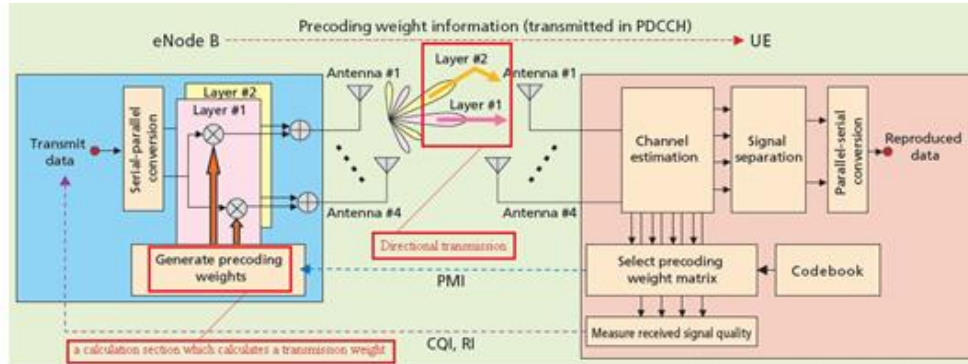 Precoding weight information (transmitted in PDCCH)
eNode B
UE
Layer #2
Layer #1
Antenna #1
Antenna #1
Layer #2
Layer #1
Transmit
data
Serial-parallel
conversion
Channel
estimation
Signal
separation
Parallel-serial
conversion
Reproduced
data
Antenna #4
Antenna #4
Directional transmission
Generate precoding
weights
PMI
Select precoding
weight matrix
Codebook
Measure received signal quality
CQI, RI
a calculation section which calculates a transmission weight